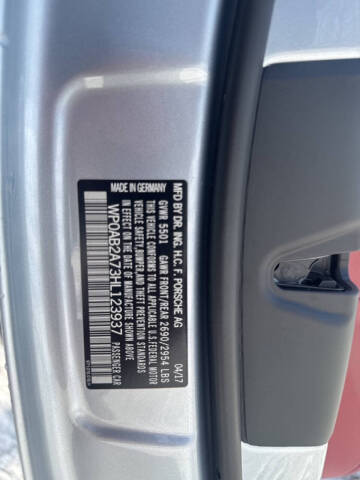 MFD BY DR. ING. H.C. F. PORSCHE AG
04/17
GVWR 5501 GAWR FRONT/REAR 2690/2954 LBS
THIS VEHICLE CONFORMS TO ALL APPLICABLE U.S. FEDERAL MOTOR
VEHICLE SAFETY, BUMPER, AND THEFT PREVENTION STANDARDS
IN EFFECT ON THE DATE OF MANUFACTURE SHOWN ABOVE.
MADE IN GERMANY
WP0AB2A73HL123937
PASSENGER CAR